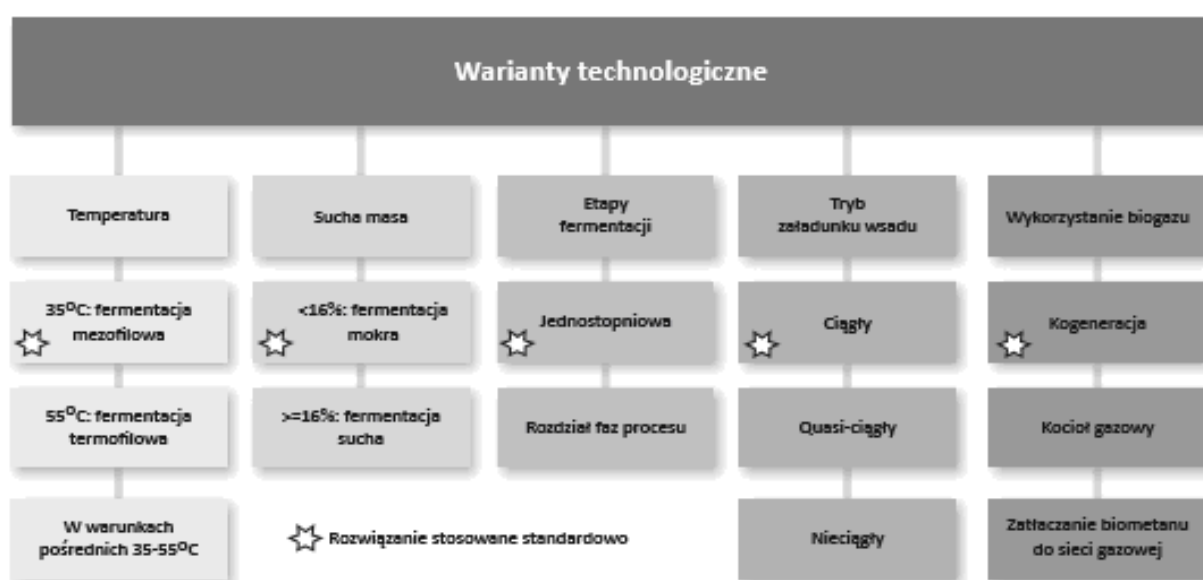 Warianty technologiczne
Temperatura
Sucha masa
Etapy
fermentacji
Tryb
załadunku wsadu
Wykorzystanie biogazu
35ºC: fermentacja
mezofilowa
<16%: fermentacja
mokra
Jednostopniowa
Ciągły
Kogeneracja
55ºC: fermentacja
termofilowa
>=16%: fermentacja
sucha
Rozdział faz procesu
Quasi-ciągły
Kocioł gazowy
W warunkach
pośrednich 35-55ºC
Rozwiązanie stosowane standardowo
Nieciągły
Zatłaczanie biometanu
do sieci gazowej